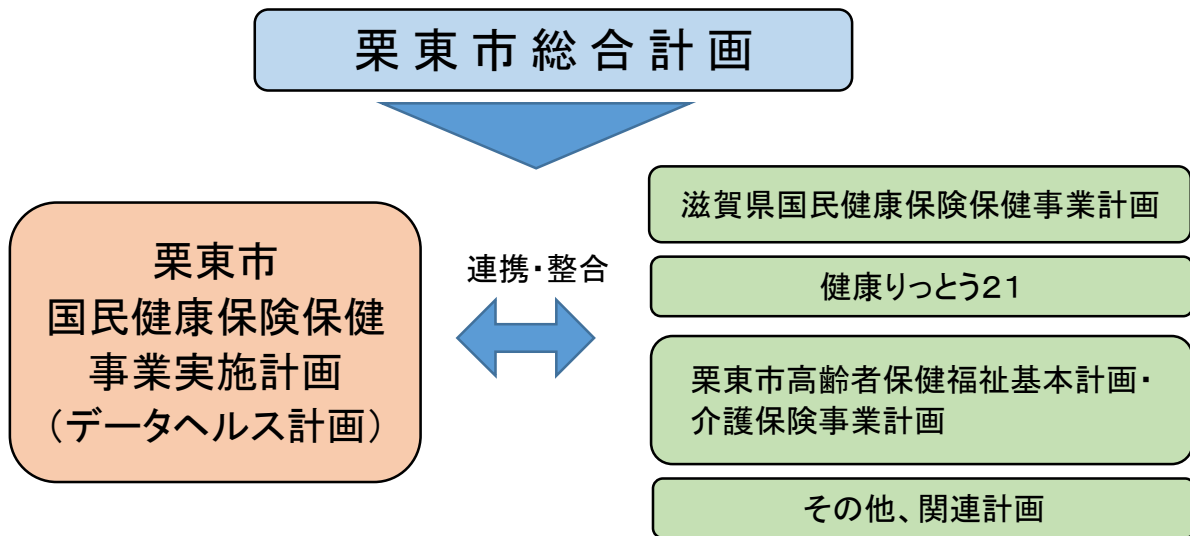 栗東市総合計画
栗東市
国民健康保険保健
事業実施計画
（データヘルス計画）
連携・整合
滋賀県国民健康保険保健事業計画
健康りっとう２１
栗東市高齢者保健福祉基本計画・
介護保険事業計画
その他、関連計画